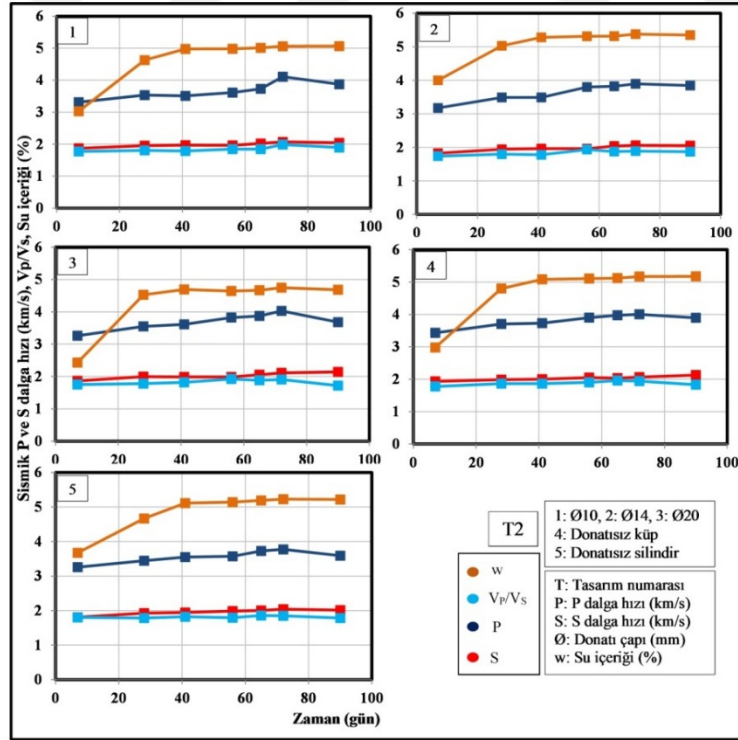 Sismik P ve S dalga hızı (km/s), Vp/Vs, Su içeriği (%)
1
6
5
4
3
2
1
0
0 20 40 60 80 100
2
6
5
4
3
2
1
0
0 20 40 60 80 100
3
6
5
4
3
2
1
0
0 20 40 60 80 100
4
6
5
4
3
2
1
0
0 20 40 60 80 100
5
6
5
4
3
2
1
0
0 20 40 60 80 100
Zaman (gün)
T2
w
VP/VS
P
S
1: Ø10, 2: Ø14, 3: Ø20
4: Donatısız küp
5: Donatısız silindir
T: Tasarım numarası
P: P dalga hızı (km/s)
S: S dalga hızı (km/s)
Ø: Donatı çapı (mm)
w: Su içeriği (%)